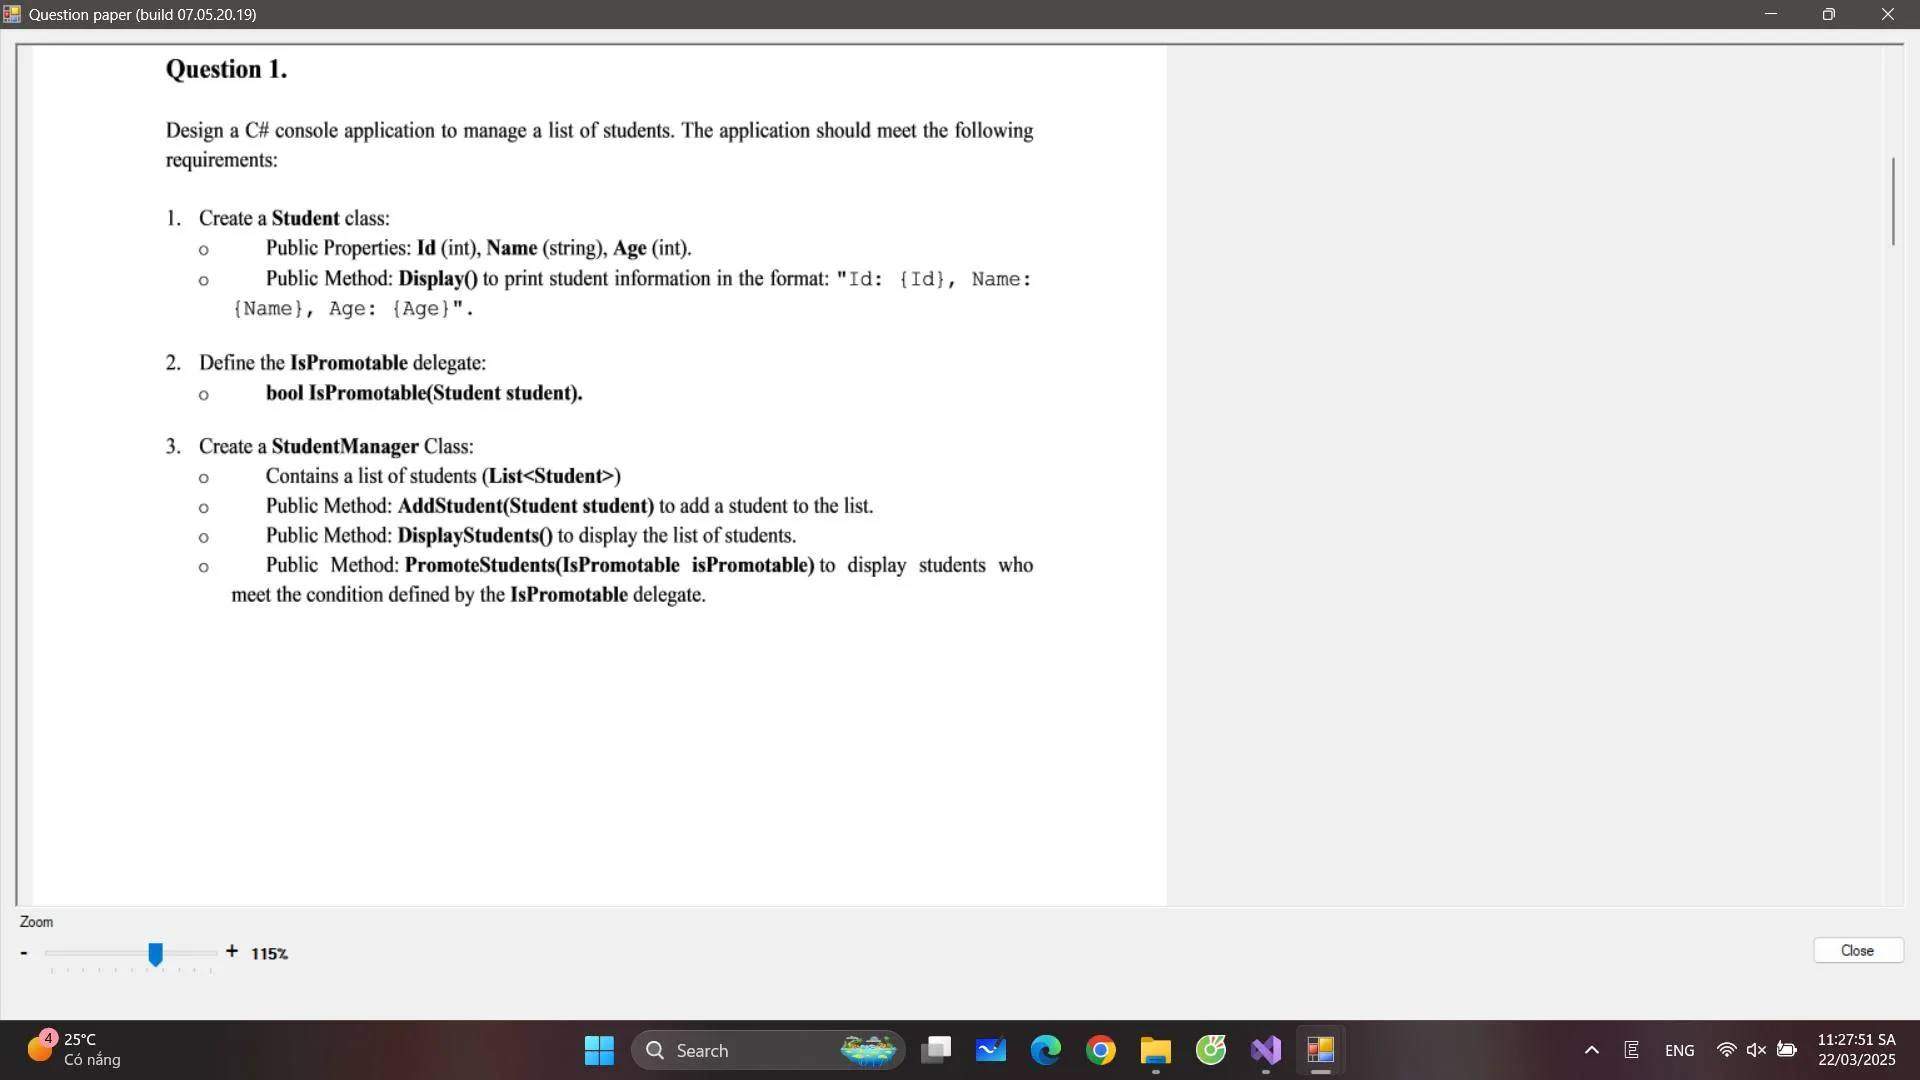 Question paper (build 07.05.20.19)
Question 1.
Design a C# console application to manage a list of students. The application should meet the following
requirements:
1. Create a Student class:
o Public Properties: Id (int), Name (string), Age (int).
o Public Method: Display() to print student information in the format: "Id: {Id}, Name:
{Name}, Age: {Age}".
2. Define the IsPromotable delegate:
o bool IsPromotable(Student student).
3. Create a StudentManager Class:
o Contains a list of students (List<Student>)
o Public Method: AddStudent(Student student) to add a student to the list.
o Public Method: DisplayStudents() to display the list of students.
o Public Method: PromoteStudents(IsPromotable isPromotable) to display students who
meet the condition defined by the IsPromotable delegate.
Zoom
- + 115%
Close
4 25°C
Có nắng
Search
E
ENG
11:27:51 SA
22/03/2025